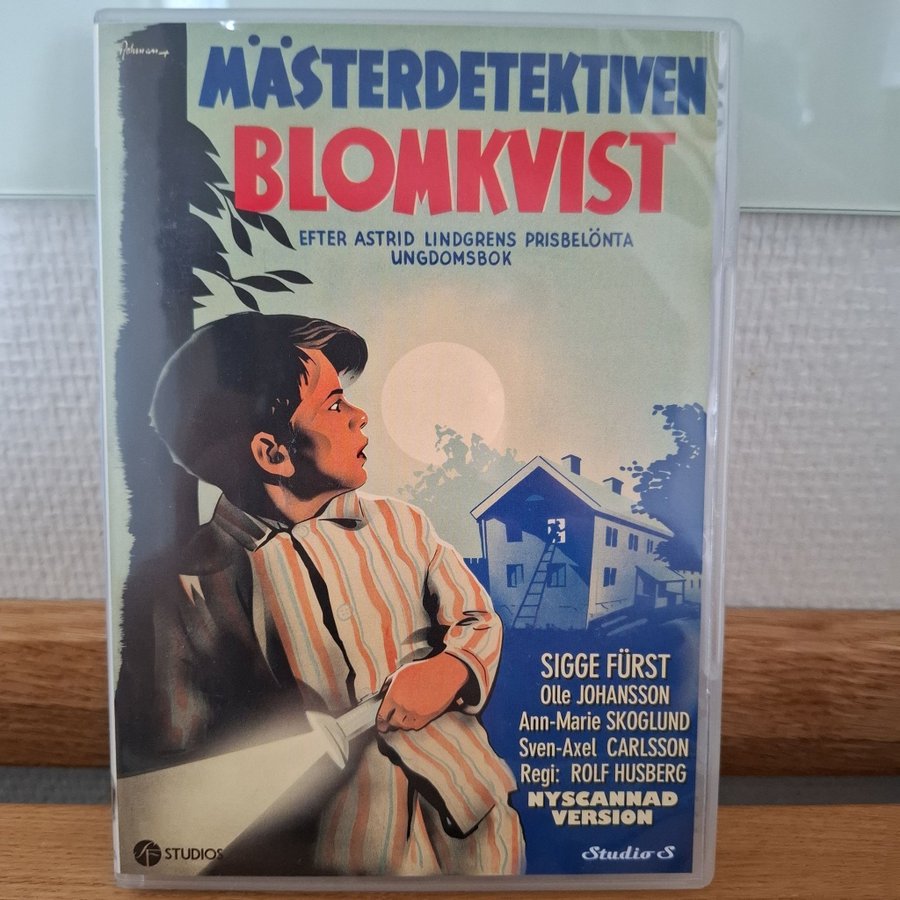 MÄSTERDETEKTIVEN
BLOMKVIST
EFTER ASTRID LINDGRENS PRISBELÖNTA
UNGDOMSBOK
SIGGE FÜRST
Olle JOHANSSON
Ann-Marie SKOGLUND
Sven-Axel CARLSSON
Regi: ROLF HUSBERG
NYSCANNAD
VERSION
SF STUDIOS
Studio S